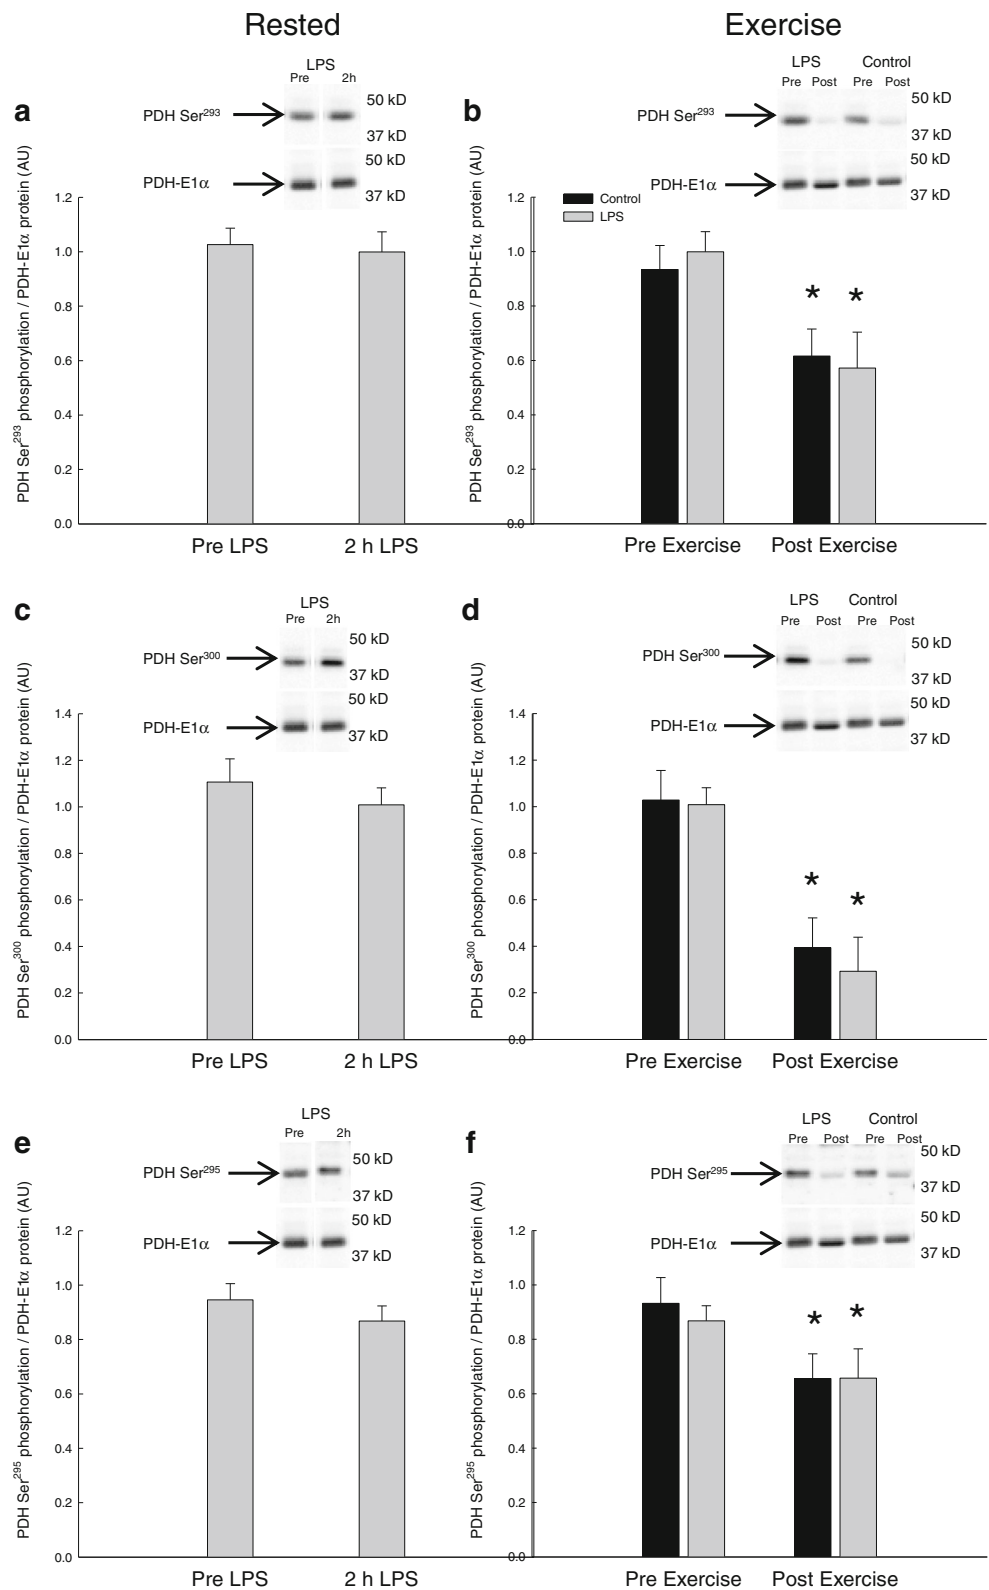 Rested
Exercise
a
LPS
Pre 2h
PDH Ser293
50 kD
37 kD
PDH-E1α
50 kD
37 kD
PDH Ser293 phosphorylation / PDH-E1α protein (AU)
1.2
1.0
0.8
0.6
0.4
0.2
0.0
Pre LPS
2 h LPS
b
LPS Control
Pre Post Pre Post
PDH Ser293
50 kD
37 kD
PDH-E1α
50 kD
37 kD
Control
LPS
PDH Ser293 phosphorylation / PDH-E1α protein (AU)
1.2
1.0
0.8
0.6
0.4
0.2
0.0
* *
Pre Exercise
Post Exercise
c
LPS
Pre 2h
PDH Ser300
50 kD
37 kD
PDH-E1α
50 kD
37 kD
PDH Ser300 phosphorylation / PDH-E1α protein (AU)
1.4
1.2
1.0
0.8
0.6
0.4
0.2
0.0
Pre LPS
2 h LPS
d
LPS Control
Pre Post Pre Post
PDH Ser300
50 kD
37 kD
PDH-E1α
50 kD
37 kD
PDH Ser300 phosphorylation / PDH-E1α protein (AU)
1.4
1.2
1.0
0.8
0.6
0.4
0.2
0.0
* *
Pre Exercise
Post Exercise
e
LPS
Pre 2h
PDH Ser295
50 kD
37 kD
PDH-E1α
50 kD
37 kD
PDH Ser295 phosphorylation / PDH-E1α protein (AU)
1.2
1.0
0.8
0.6
0.4
0.2
0.0
Pre LPS
2 h LPS
f
LPS Control
Pre Post Pre Post
PDH Ser295
50 kD
37 kD
PDH-E1α
50 kD
37 kD
PDH Ser295 phosphorylation / PDH-E1α protein (AU)
1.2
1.0
0.8
0.6
0.4
0.2
0.0
* *
Pre Exercise
Post Exercise